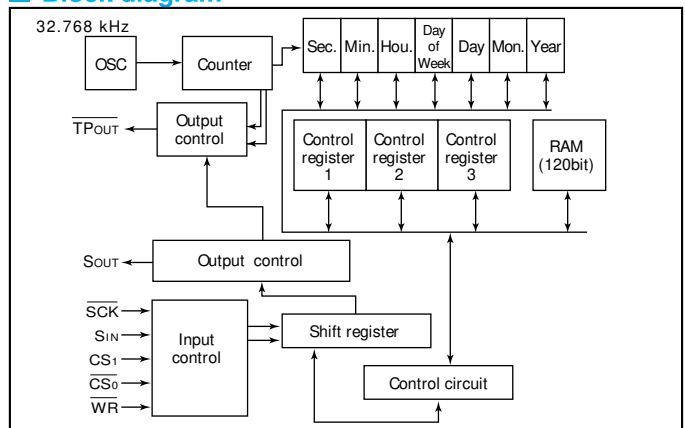 Block diagram
32.768 kHz
OSC
Counter
Sec. Min. Hou. Day of Week Day Mon. Year
TPOUT
Output
control
Control
register
1
Control
register
2
Control
register
3
RAM
(120bit)
SOUT
Output control
SCK
SIN
CS1
CS0
WR
Input
control
Shift register
Control circuit